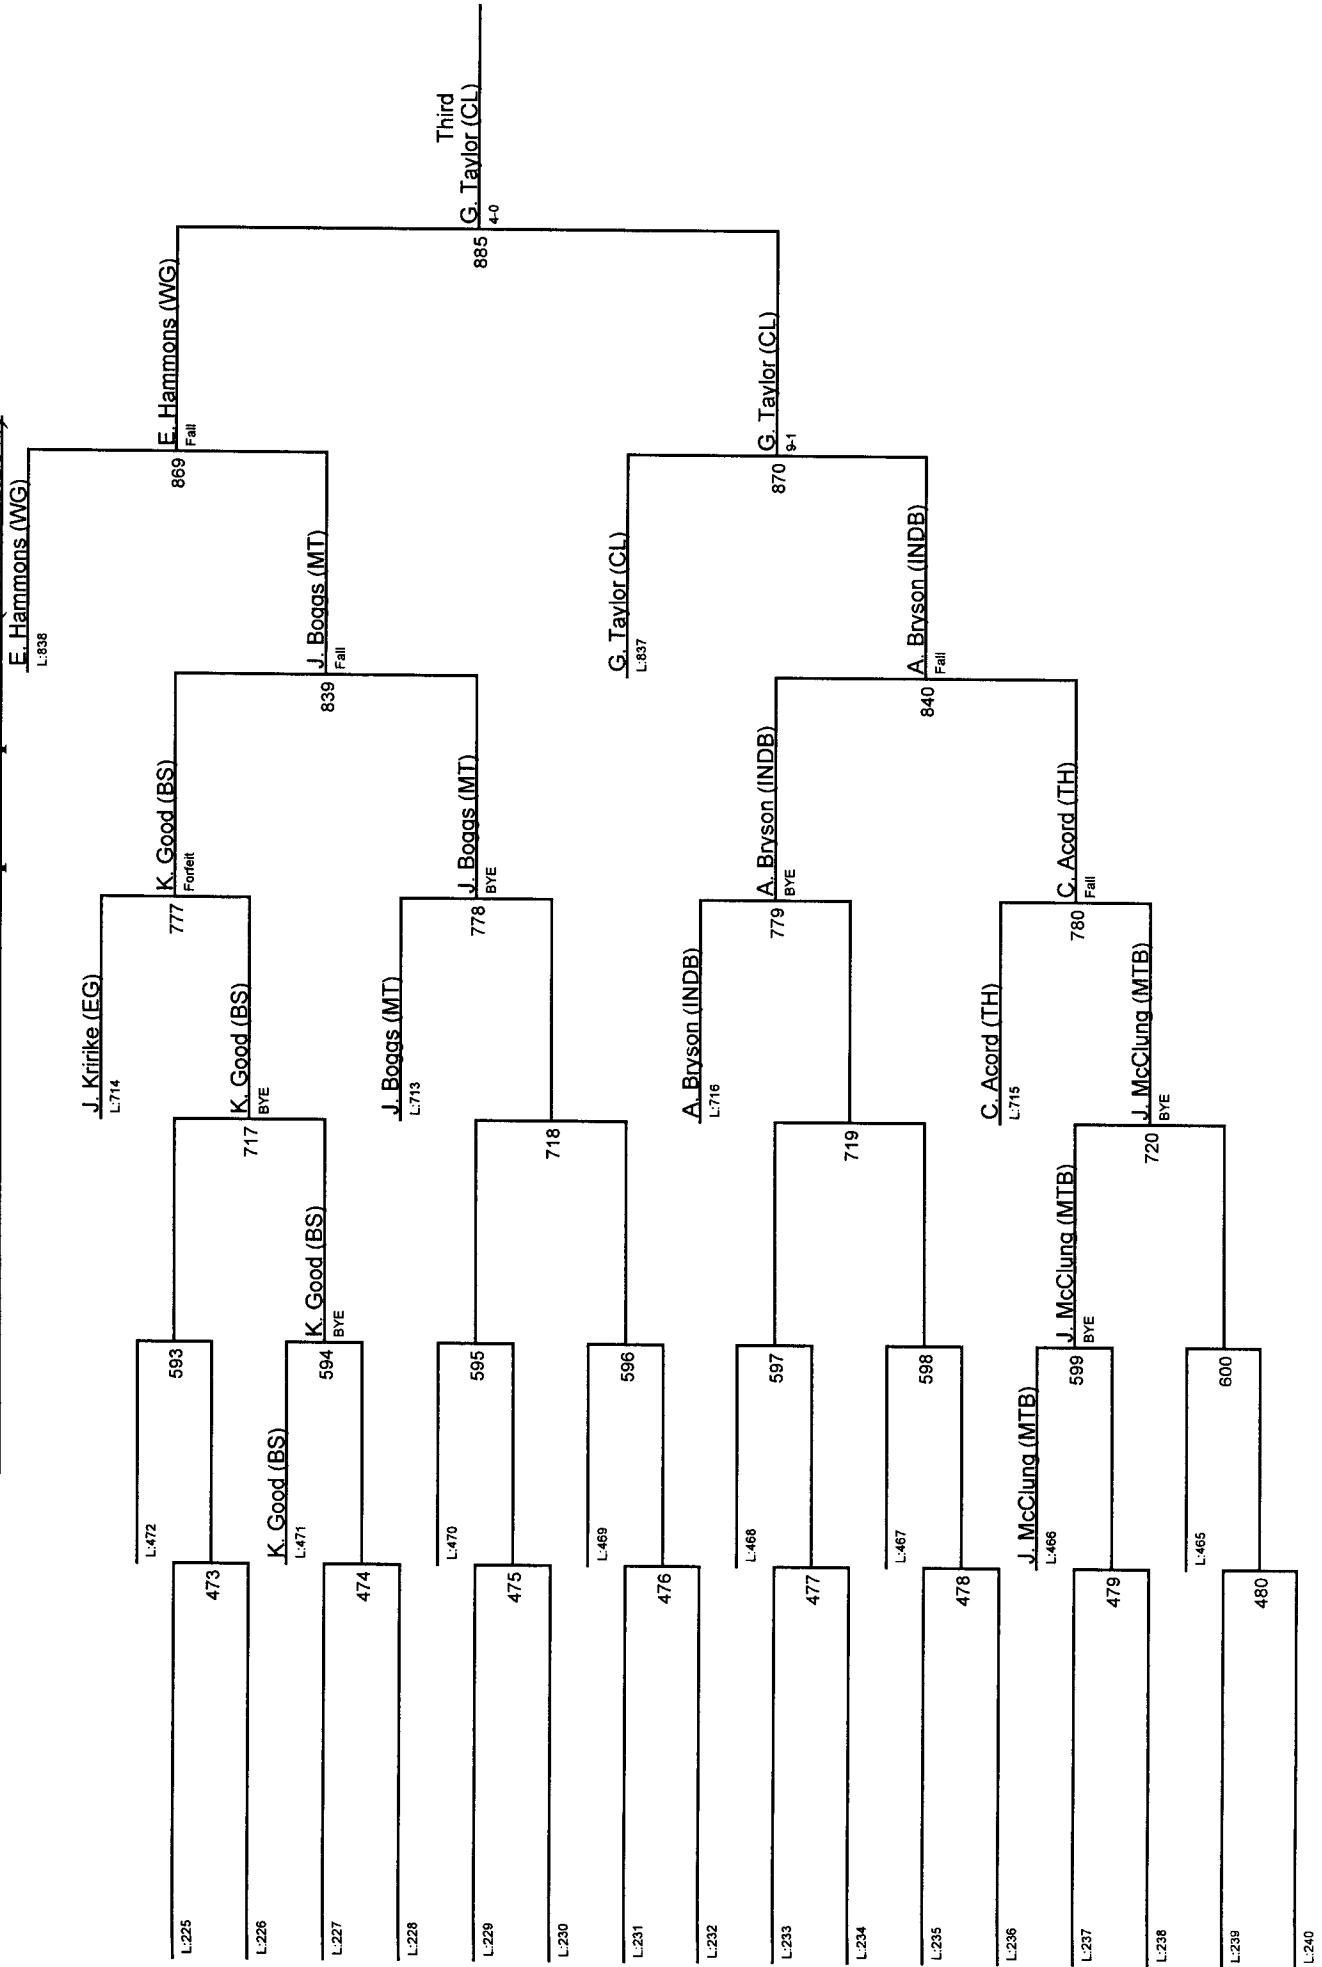 L:225
L:226
L:227
L:228
L:229
L:230
L:231
L:232
L:233
L:234
L:235
L:236
L:237
L:238
L:239
L:240
473
474
475
476
477
478
479
480
L:472
K. Good (BS)
L:471
L:470
L:469
L:468
L:467
J. McClung (MTB)
L:466
L:465
593
594
595
596
597
598
599
600
K. Good (BS)
BYE
J. McClung (MTB)
BYE
717
718
719
720
J. Kririke (EG)
L:714
K. Good (BS)
BYE
J. Boggs (MT)
L:713
A. Bryson (INDB)
L:716
C. Acord (TH)
L:715
J. McClung (MTB)
BYE
777
778
779
780
K. Good (BS)
Forfeit
J. Boggs (MT)
BYE
A. Bryson (INDB)
BYE
C. Acord (TH)
Fall
839
840
E. Hammons (WG)
L:838
J. Boggs (MT)
Fall
G. Taylor (CL)
L:837
A. Bryson (INDB)
Fall
869
870
E. Hammons (WG)
Fall
G. Taylor (CL)
9-1
885
Third
G. Taylor (CL)
4-0